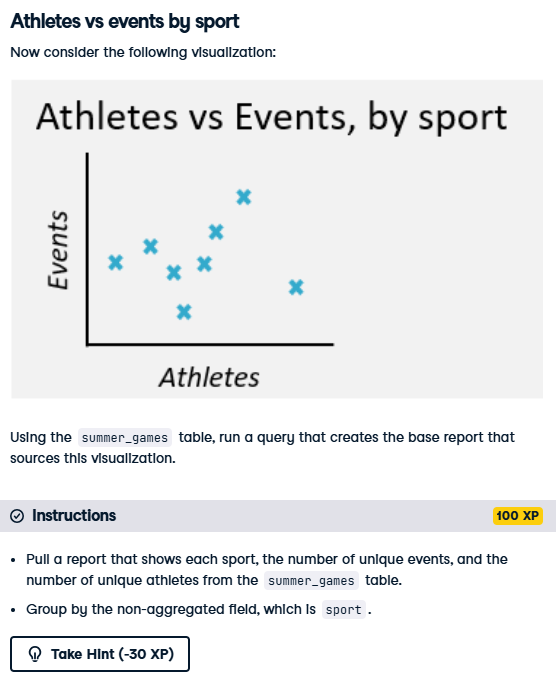 Athletes vs events by sport
Now consider the following visualization:
Athletes vs Events, by sport
Events
Athletes
Using the summer_games table, run a query that creates the base report that
sources this visualization.
Instructions
100 XP
• Pull a report that shows each sport, the number of unique events, and the
number of unique athletes from the summer_games table.
• Group by the non-aggregated field, which is sport.
Take Hint (-30 XP)